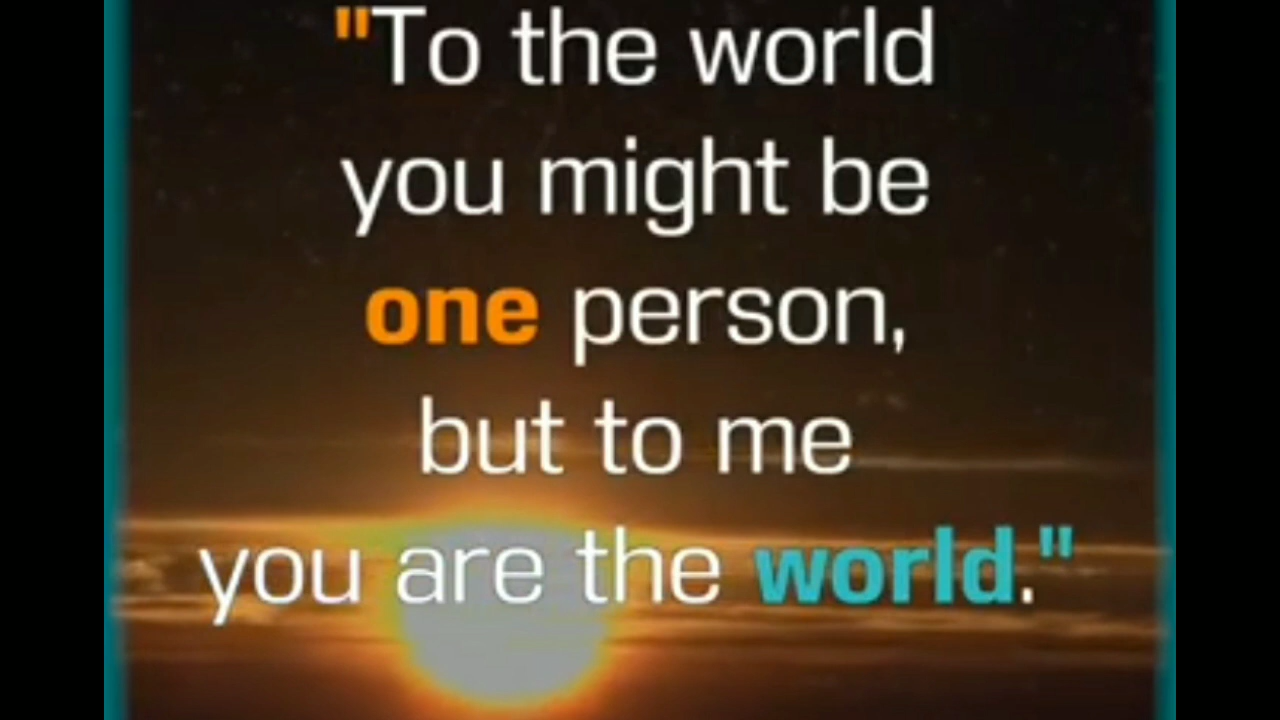 "To the world
you might be
one person,
but to me
you are the world."